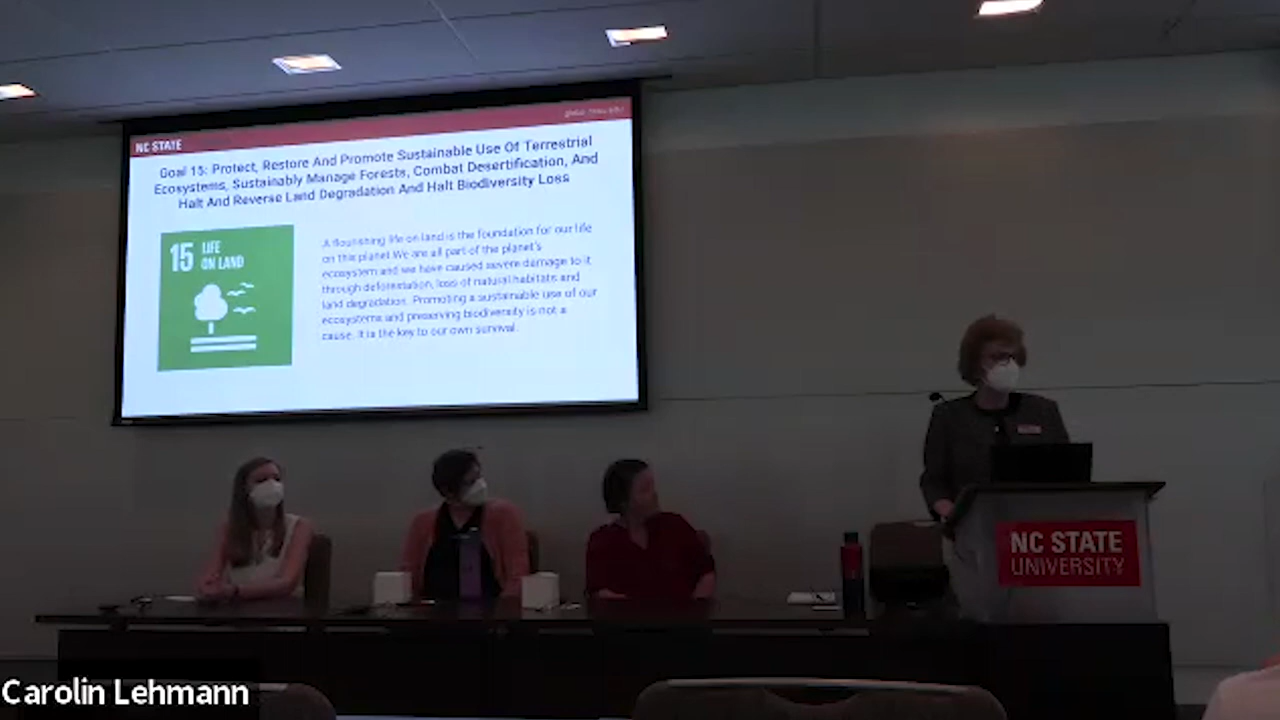 NC STATE
Goal 15: Protect, Restore And Promote Sustainable Use Of Terrestrial
Ecosystems, Sustainably Manage Forests, Combat Desertification, And
Halt And Reverse Land Degradation And Halt Biodiversity Loss
15 LIFE
ON LAND
A flourishing life on land is the foundation for our life
on this planet. We are all part of the planet's
ecosystem and we have caused severe damage to it
through deforestation, loss of natural habitats and
land degradation. Promoting a sustainable use of our
ecosystems and preserving biodiversity is not a
cause. It is the key to our own survival.
NC STATE
UNIVERSITY
Carolin Lehmann